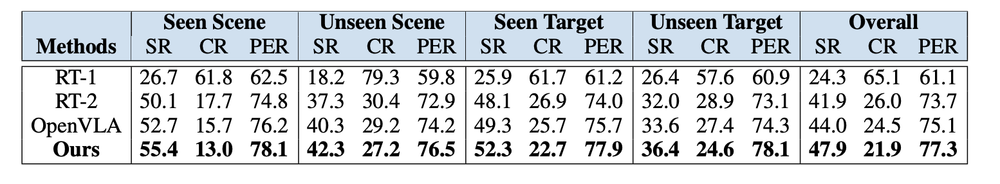 Seen Scene Unseen Scene Seen Target Unseen Target Overall
Methods SR CR PER SR CR PER SR CR PER SR CR PER SR CR PER
RT-1 26.7 61.8 62.5 18.2 79.3 59.8 25.9 61.7 61.2 26.4 57.6 60.9 24.3 65.1 61.1
RT-2 50.1 17.7 74.8 37.3 30.4 72.9 48.1 26.9 74.0 32.0 28.9 73.1 41.9 26.0 73.7
OpenVLA 52.7 15.7 76.2 40.3 29.2 74.2 49.3 25.7 75.7 33.6 27.4 74.3 44.0 24.5 75.1
Ours 55.4 13.0 78.1 42.3 27.2 76.5 52.3 22.7 77.9 36.4 24.6 78.1 47.9 21.9 77.3